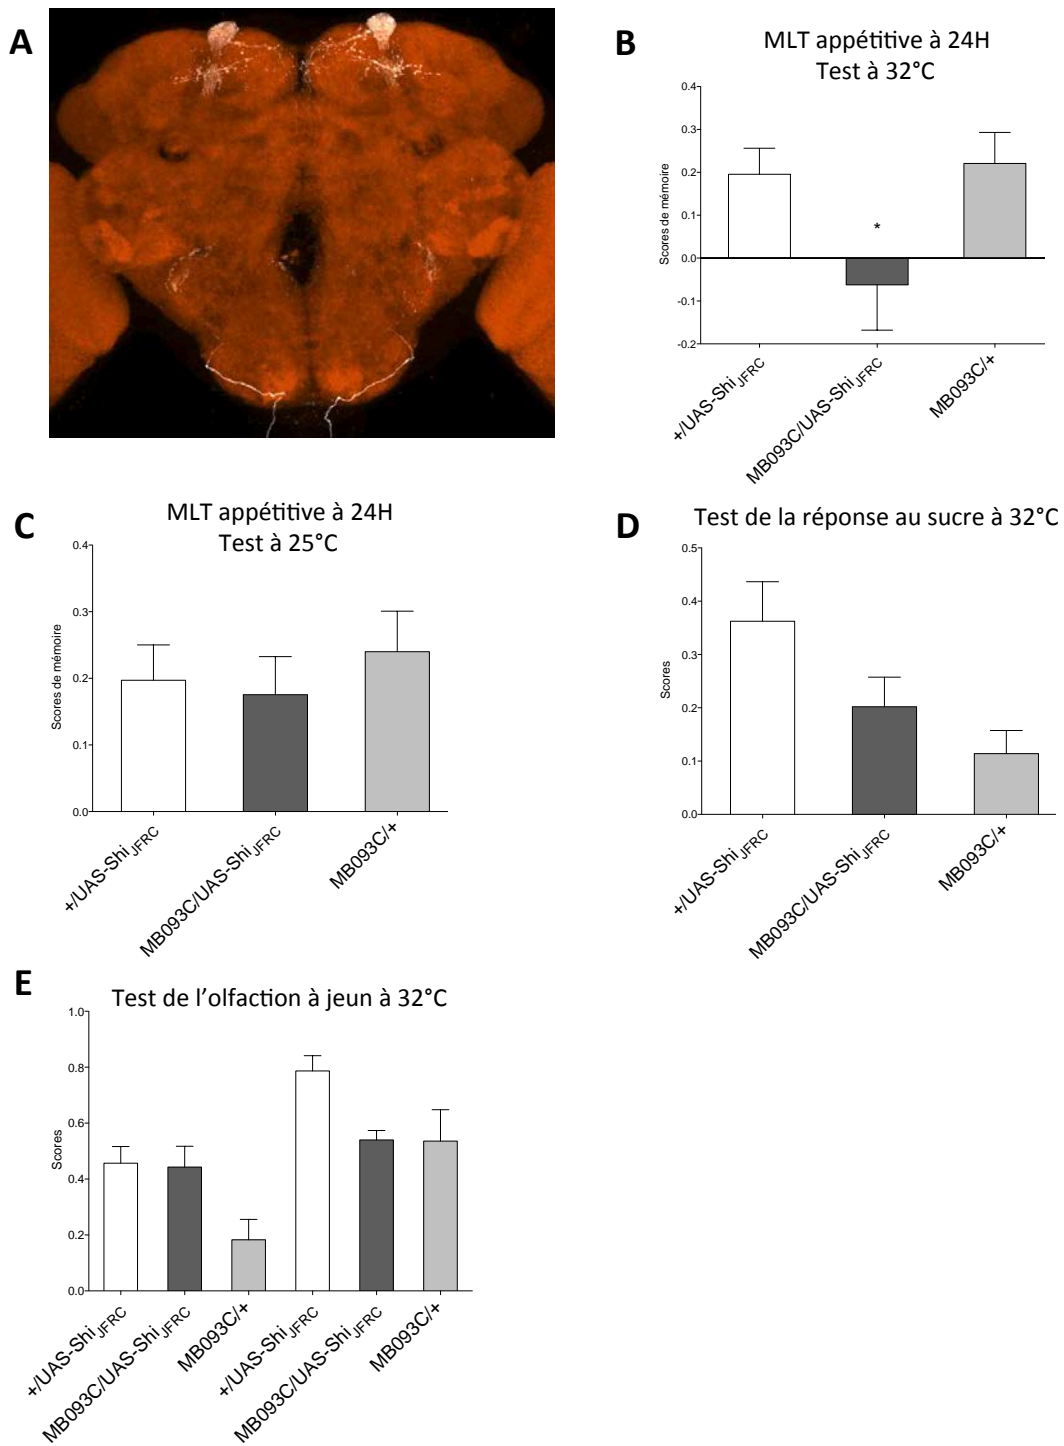 A
B
MLT appétitive à 24H
Test à 32°C
0.4
0.3
0.2
0.1
0.0
-0.1
-0.2
Scores de mémoire
*
+/UAS-Shi JFRC
MB093C/UAS-Shi JFRC
MB093C/+
C
MLT appétitive à 24H
Test à 25°C
0.4
0.3
0.2
0.1
0.0
Scores de mémoire
+/UAS-Shi JFRC
MB093C/UAS-Shi JFRC
MB093C/+
D
Test de la réponse au sucre à 32°C
0.5
0.4
0.3
0.2
0.1
0.0
Scores
+/UAS-Shi JFRC
MB093C/UAS-Shi JFRC
MB093C/+
E
Test de l’olfaction à jeun à 32°C
1.0
0.8
0.6
0.4
0.2
0.0
Scores
+/UAS-Shi JFRC
MB093C/UAS-Shi JFRC
MB093C/+
+/UAS-Shi JFRC
MB093C/UAS-Shi JFRC
MB093C/+